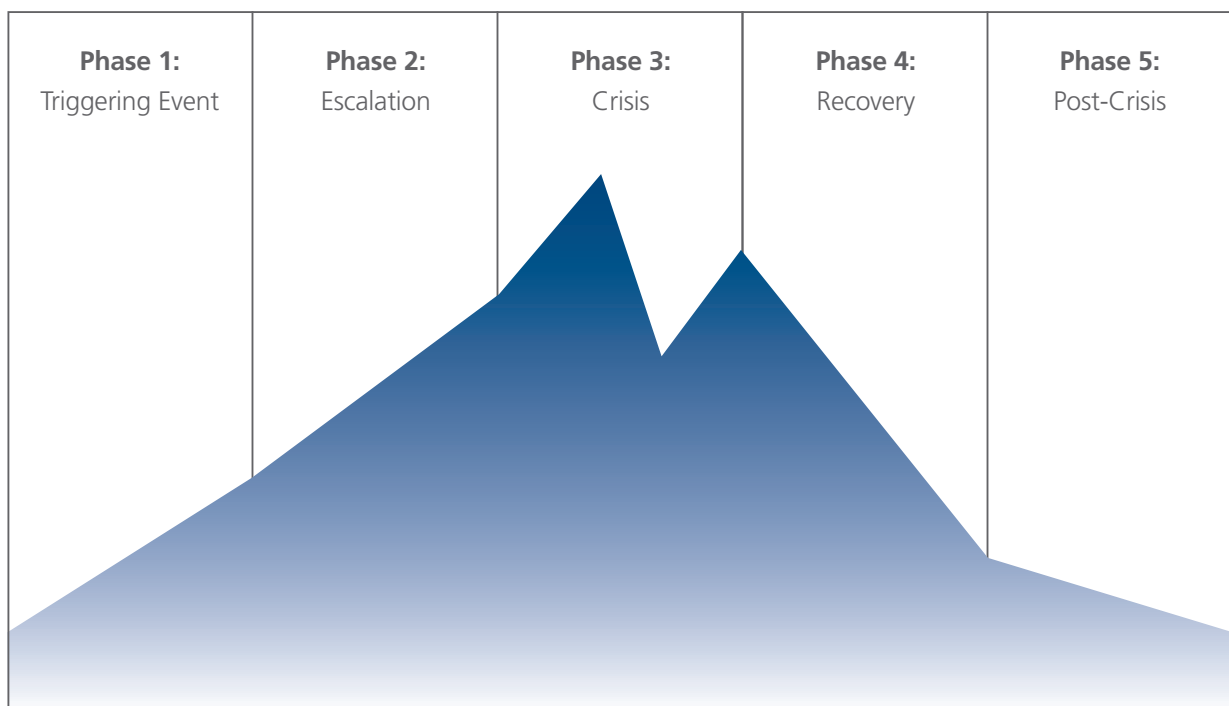 Phase 1:
Triggering Event
Phase 2:
Escalation
Phase 3:
Crisis
Phase 4:
Recovery
Phase 5:
Post-Crisis